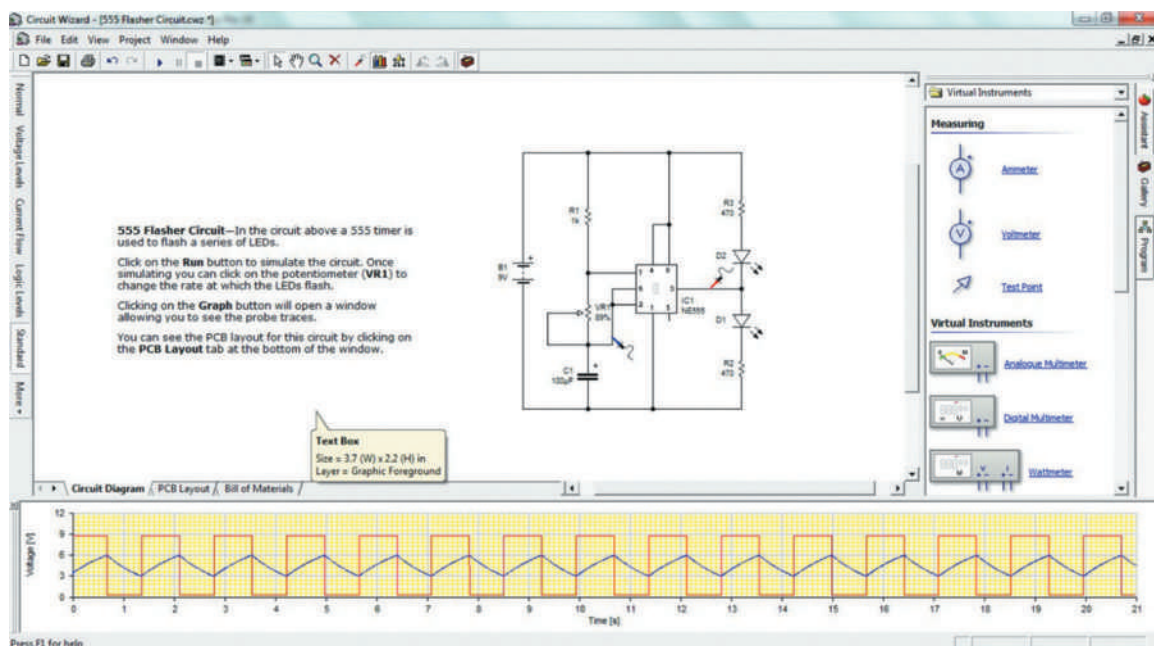 Circuit Wizard - [555 Flasher Circuit.cwz *]
File Edit View Project Window Help
Normal
Voltage Levels
Current Flow
Logic Levels
Standard
More
555 Flasher Circuit—In the circuit above a 555 timer is
used to flash a series of LEDs.
Click on the Run button to simulate the circuit. Once
simulating you can click on the potentiometer (VR1) to
change the rate at which the LEDs flash.
Clicking on the Graph button will open a window
allowing you to see the probe traces.
You can see the PCB layout for this circuit by clicking on
the PCB Layout tab at the bottom of the window.
Text Box
Size = 3.7 (W) x 2.2 (H) in
Layer = Graphic Foreground
B1
9V
R1
1k
VR1
C1
4
6
2
1
IC1
NE555
R3
D2
D1
R2
Virtual Instruments
Measuring
A
Ammeter
V
Voltmeter
Test Point
Virtual Instruments
Analogue Multimeter
Digital Multimeter
Wattmeter
Assistant
Gallery
Program
Circuit Diagram
PCB Layout
Bill of Materials
Voltage [V]
12
9
6
3
0
0 1 2 3 4 5 6 7 8 9 10 11 12 13 14 15 16 17 18 19 20 21
Time [s]
Press F1 for help